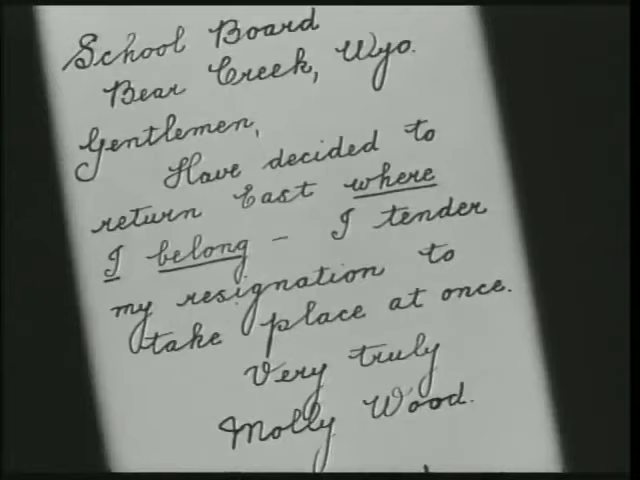 School Board
Bear Creek, Wyo.
Gentlemen,
Have decided to
return East where
I belong - I tender
my resignation to
take place at once.
Very truly
Molly Wood.